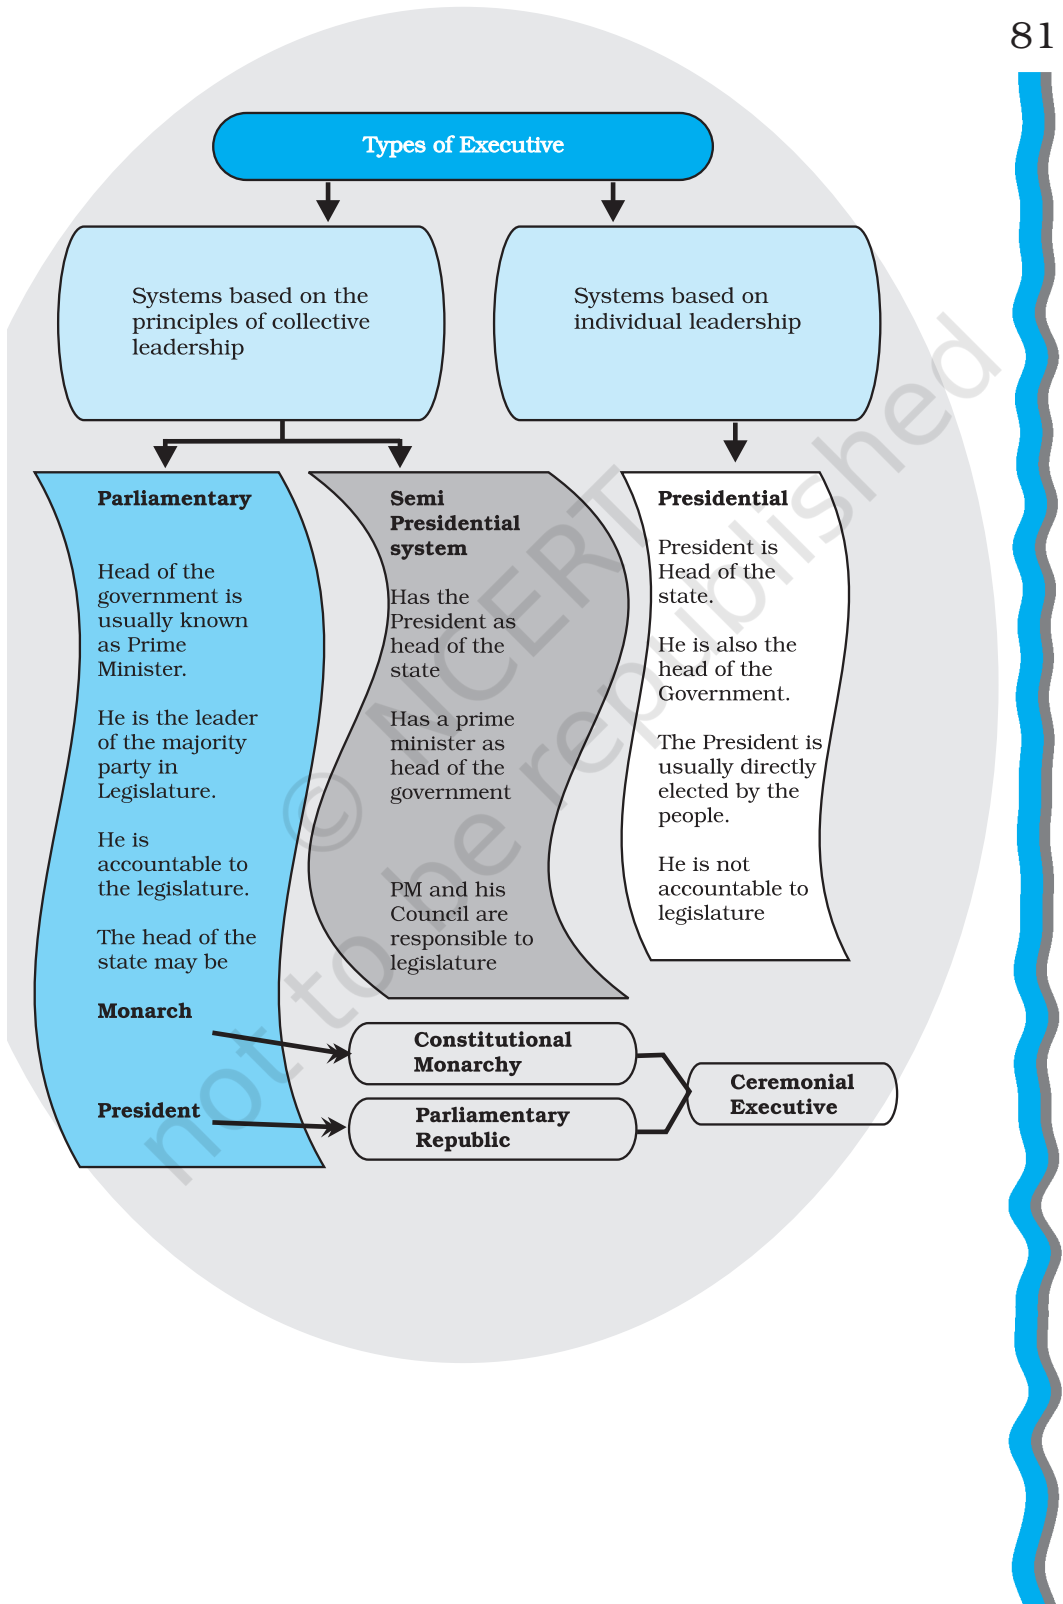 81
Types of Executive
Systems based on the
principles of collective
leadership
Systems based on
individual leadership
Parliamentary
Head of the
government is
usually known
as Prime
Minister.
He is the leader
of the majority
party in
Legislature.
He is
accountable to
the legislature.
The head of the
state may be
Monarch
President
Semi
Presidential
system
Has the
President as
head of the
state
Has a prime
minister as
head of the
government
PM and his
Council are
responsible to
legislature
Presidential
President is
Head of the
state.
He is also the
head of the
Government.
The President is
usually directly
elected by the
people.
He is not
accountable to
legislature
Constitutional
Monarchy
Parliamentary
Republic
Ceremonial
Executive
© NCERT
not to be republished